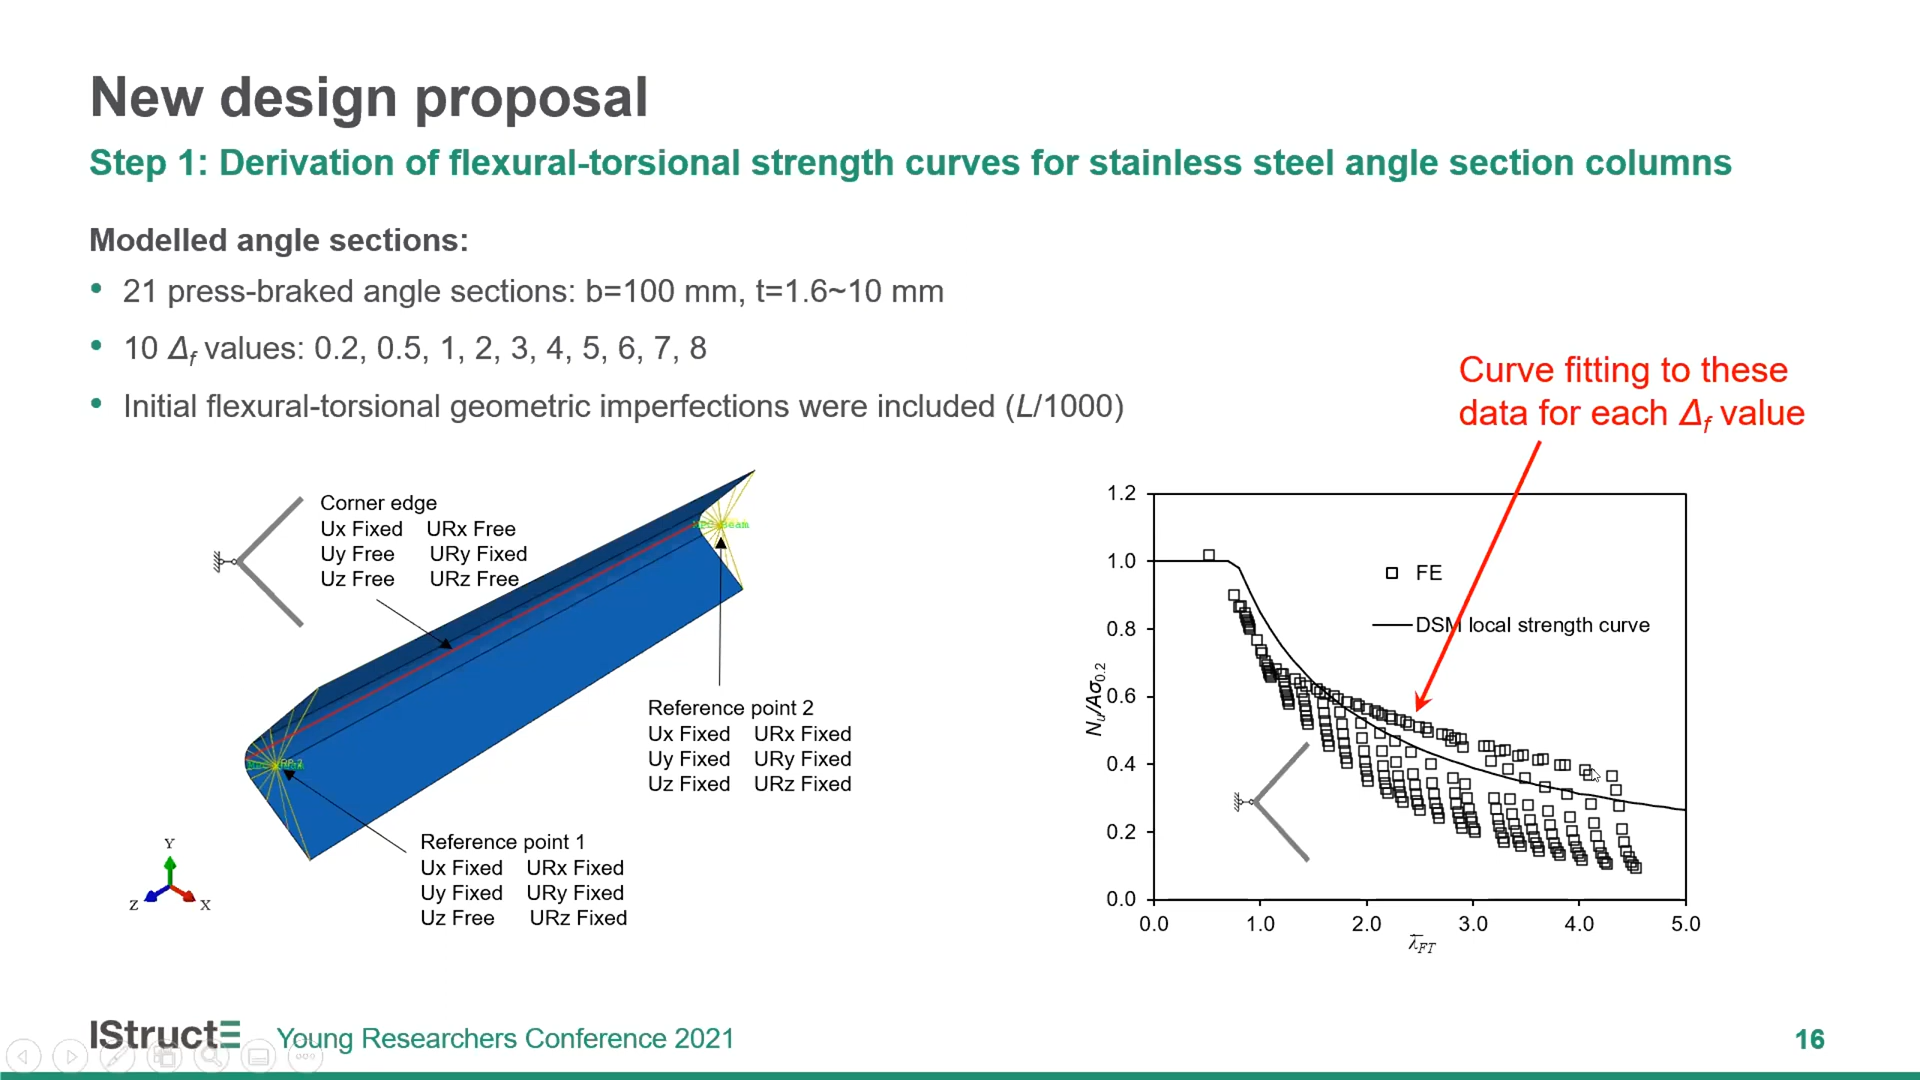 New design proposal
Step 1: Derivation of flexural-torsional strength curves for stainless steel angle section columns
Modelled angle sections:
• 21 press-braked angle sections: b=100 mm, t=1.6~10 mm
• 10 Δf values: 0.2, 0.5, 1, 2, 3, 4, 5, 6, 7, 8
• Initial flexural-torsional geometric imperfections were included (L/1000)
Curve fitting to these
data for each Δf value
Corner edge
Ux Fixed URx Free
Uy Free URy Fixed
Uz Free URz Free
Reference point 2
Ux Fixed URx Fixed
Uy Fixed URy Fixed
Uz Fixed URz Fixed
Reference point 1
Ux Fixed URx Fixed
Uy Fixed URy Fixed
Uz Free URz Fixed
Y
Z
X
1.2
1.0
0.8
0.6
0.4
0.2
0.0
Nu/Aσ0.2
FE
DSM local strength curve
0.0 1.0 2.0 3.0 4.0 5.0
λ̅FT
IStructE
Young Researchers Conference 2021
16